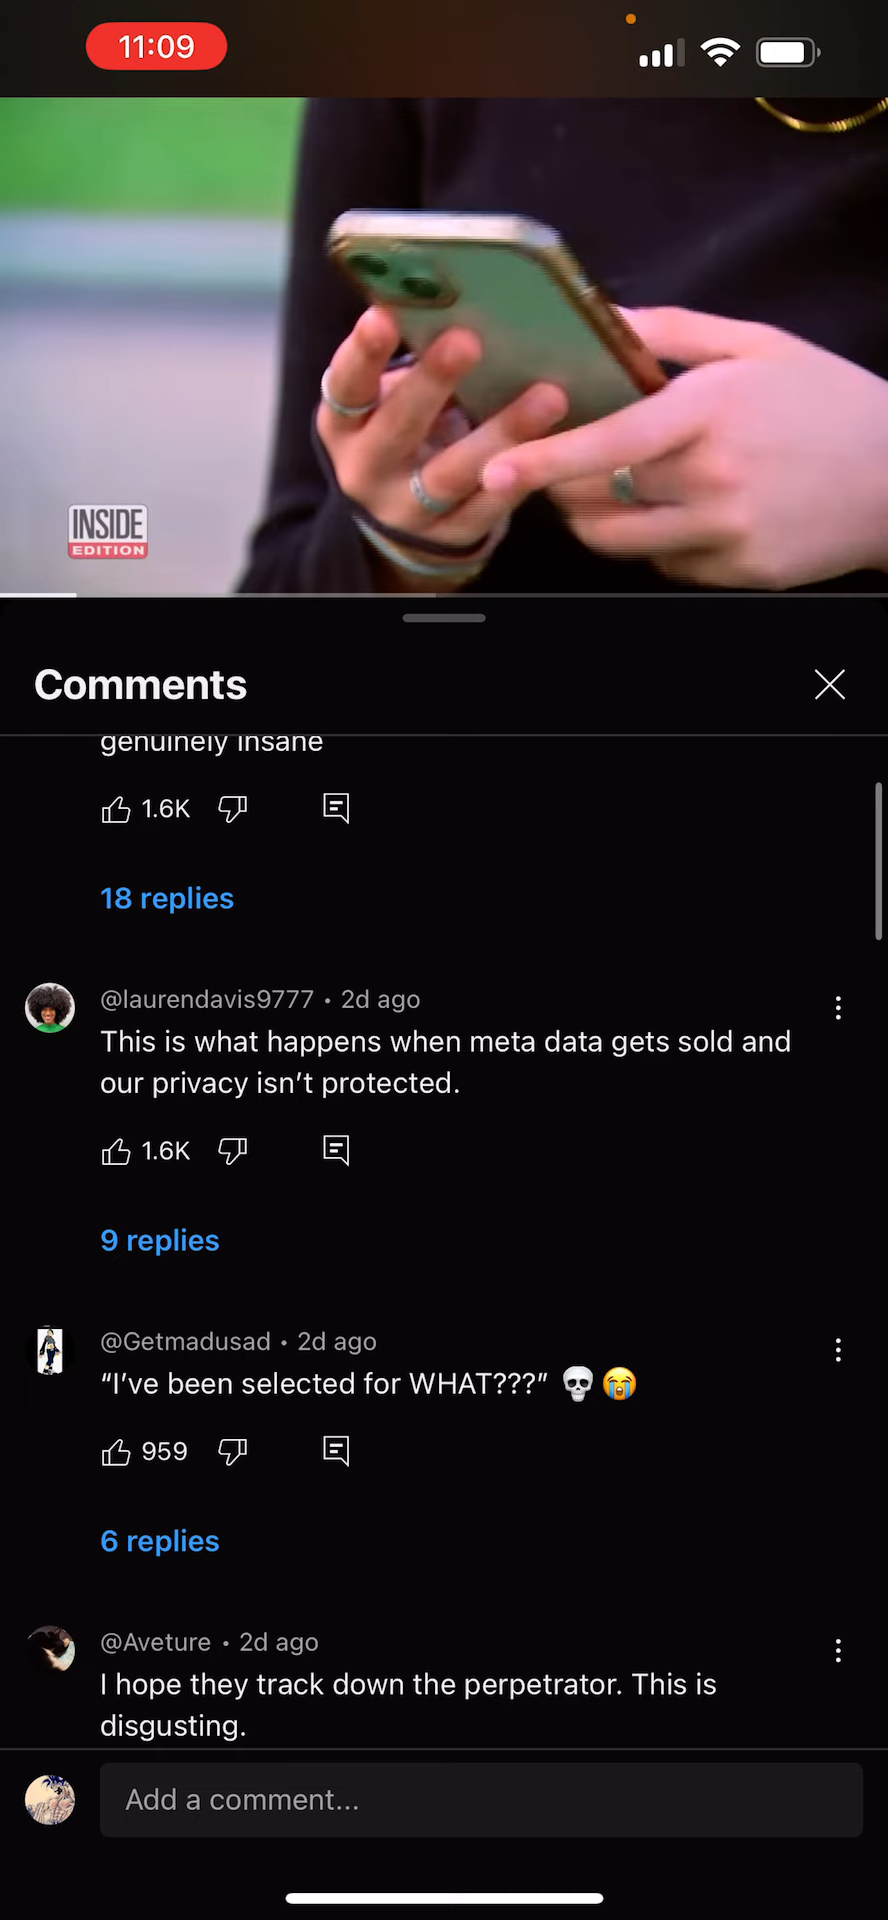 11:09
INSIDE
EDITION
Comments
genuinely insane
1.6K
18 replies
@laurendavis9777 • 2d ago
This is what happens when meta data gets sold and
our privacy isn’t protected.
1.6K
9 replies
@Getmadusad • 2d ago
“I’ve been selected for WHAT???” 💀😭
959
6 replies
@Aveture • 2d ago
I hope they track down the perpetrator. This is
disgusting.
Add a comment...